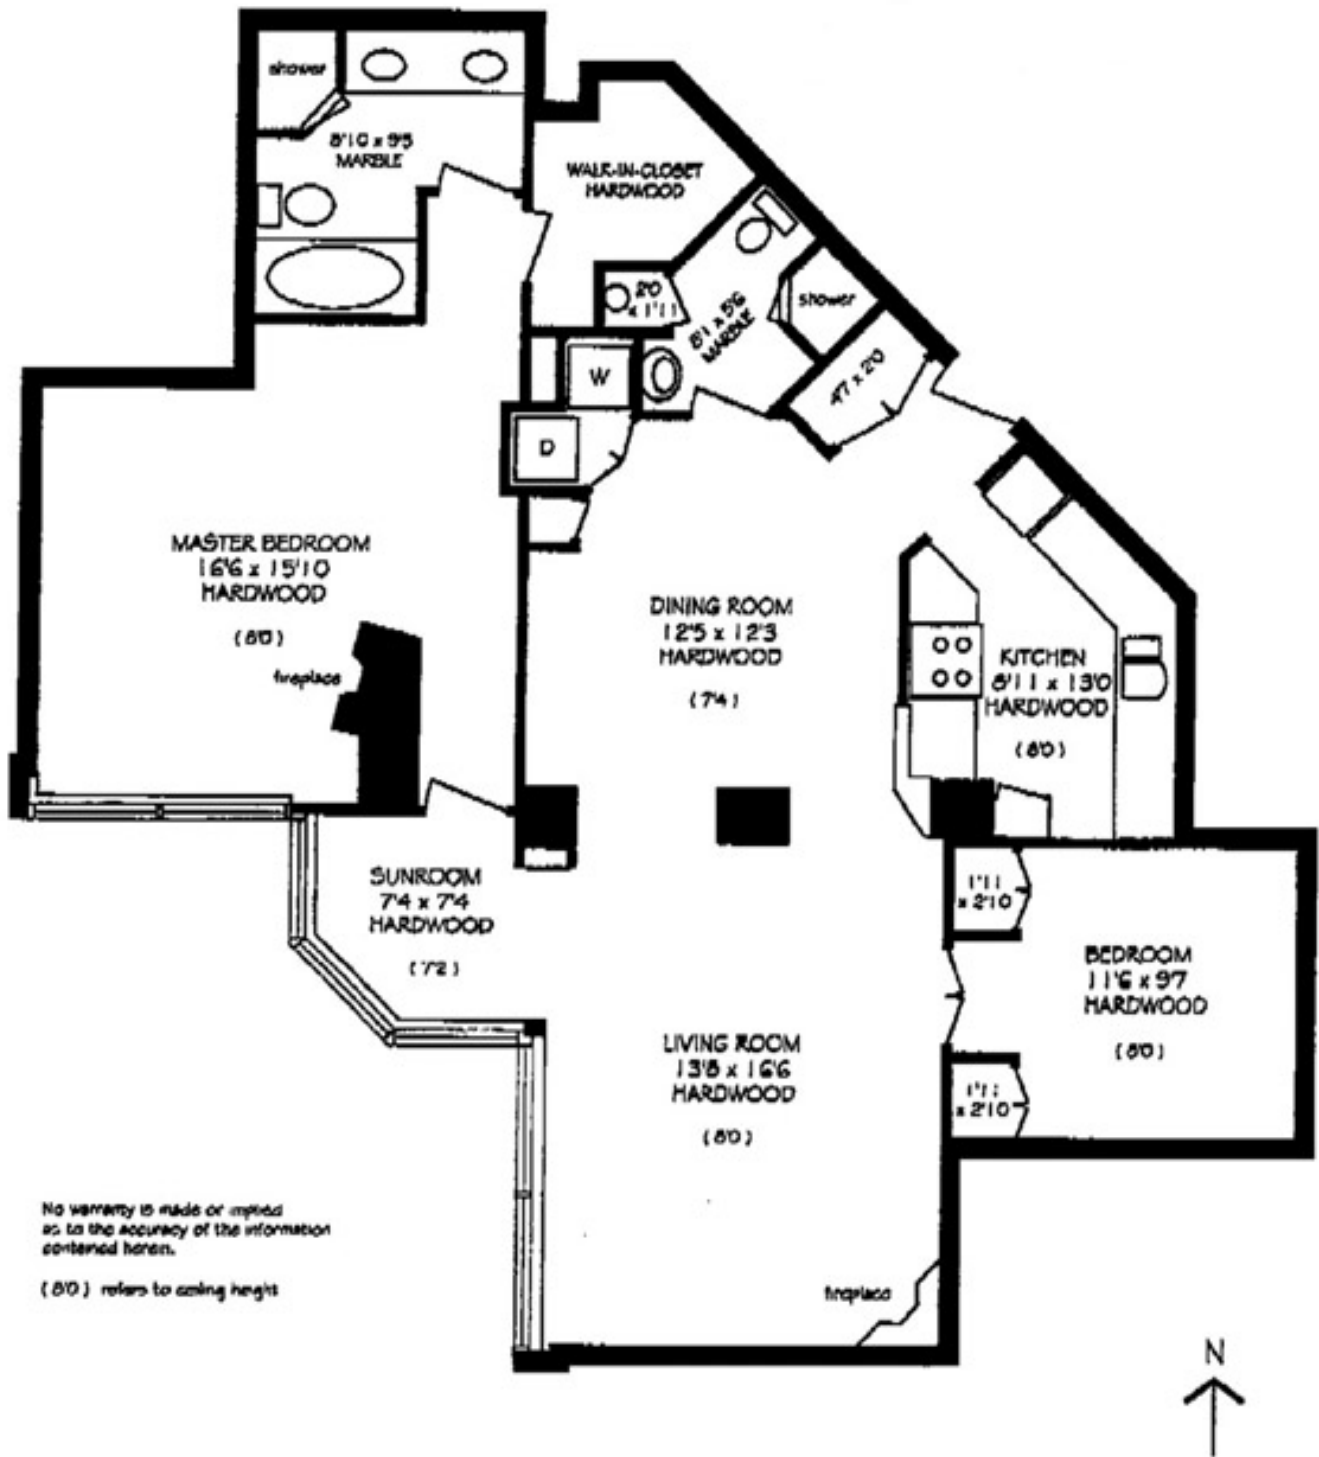 shower
8'10 x 9'5
MARBLE
WALK-IN-CLOSET
HARDWOOD
2'0
x 1'11
8'1 x 5'6
MARBLE
shower
4'7 x 2'0
W
D
MASTER BEDROOM
16'6 x 15'10
HARDWOOD
(8'0)
fireplace
DINING ROOM
12'5 x 12'3
HARDWOOD
(7'4)
KITCHEN
8'11 x 13'0
HARDWOOD
(8'0)
SUNROOM
7'4 x 7'4
HARDWOOD
(7'2)
1'11
x 2'10
BEDROOM
11'6 x 9'7
HARDWOOD
(8'0)
1'11
x 2'10
LIVING ROOM
13'8 x 16'6
HARDWOOD
(8'0)
fireplace
No warranty is made or implied
as to the accuracy of the information
contained herein.
(8'0) refers to ceiling height
N